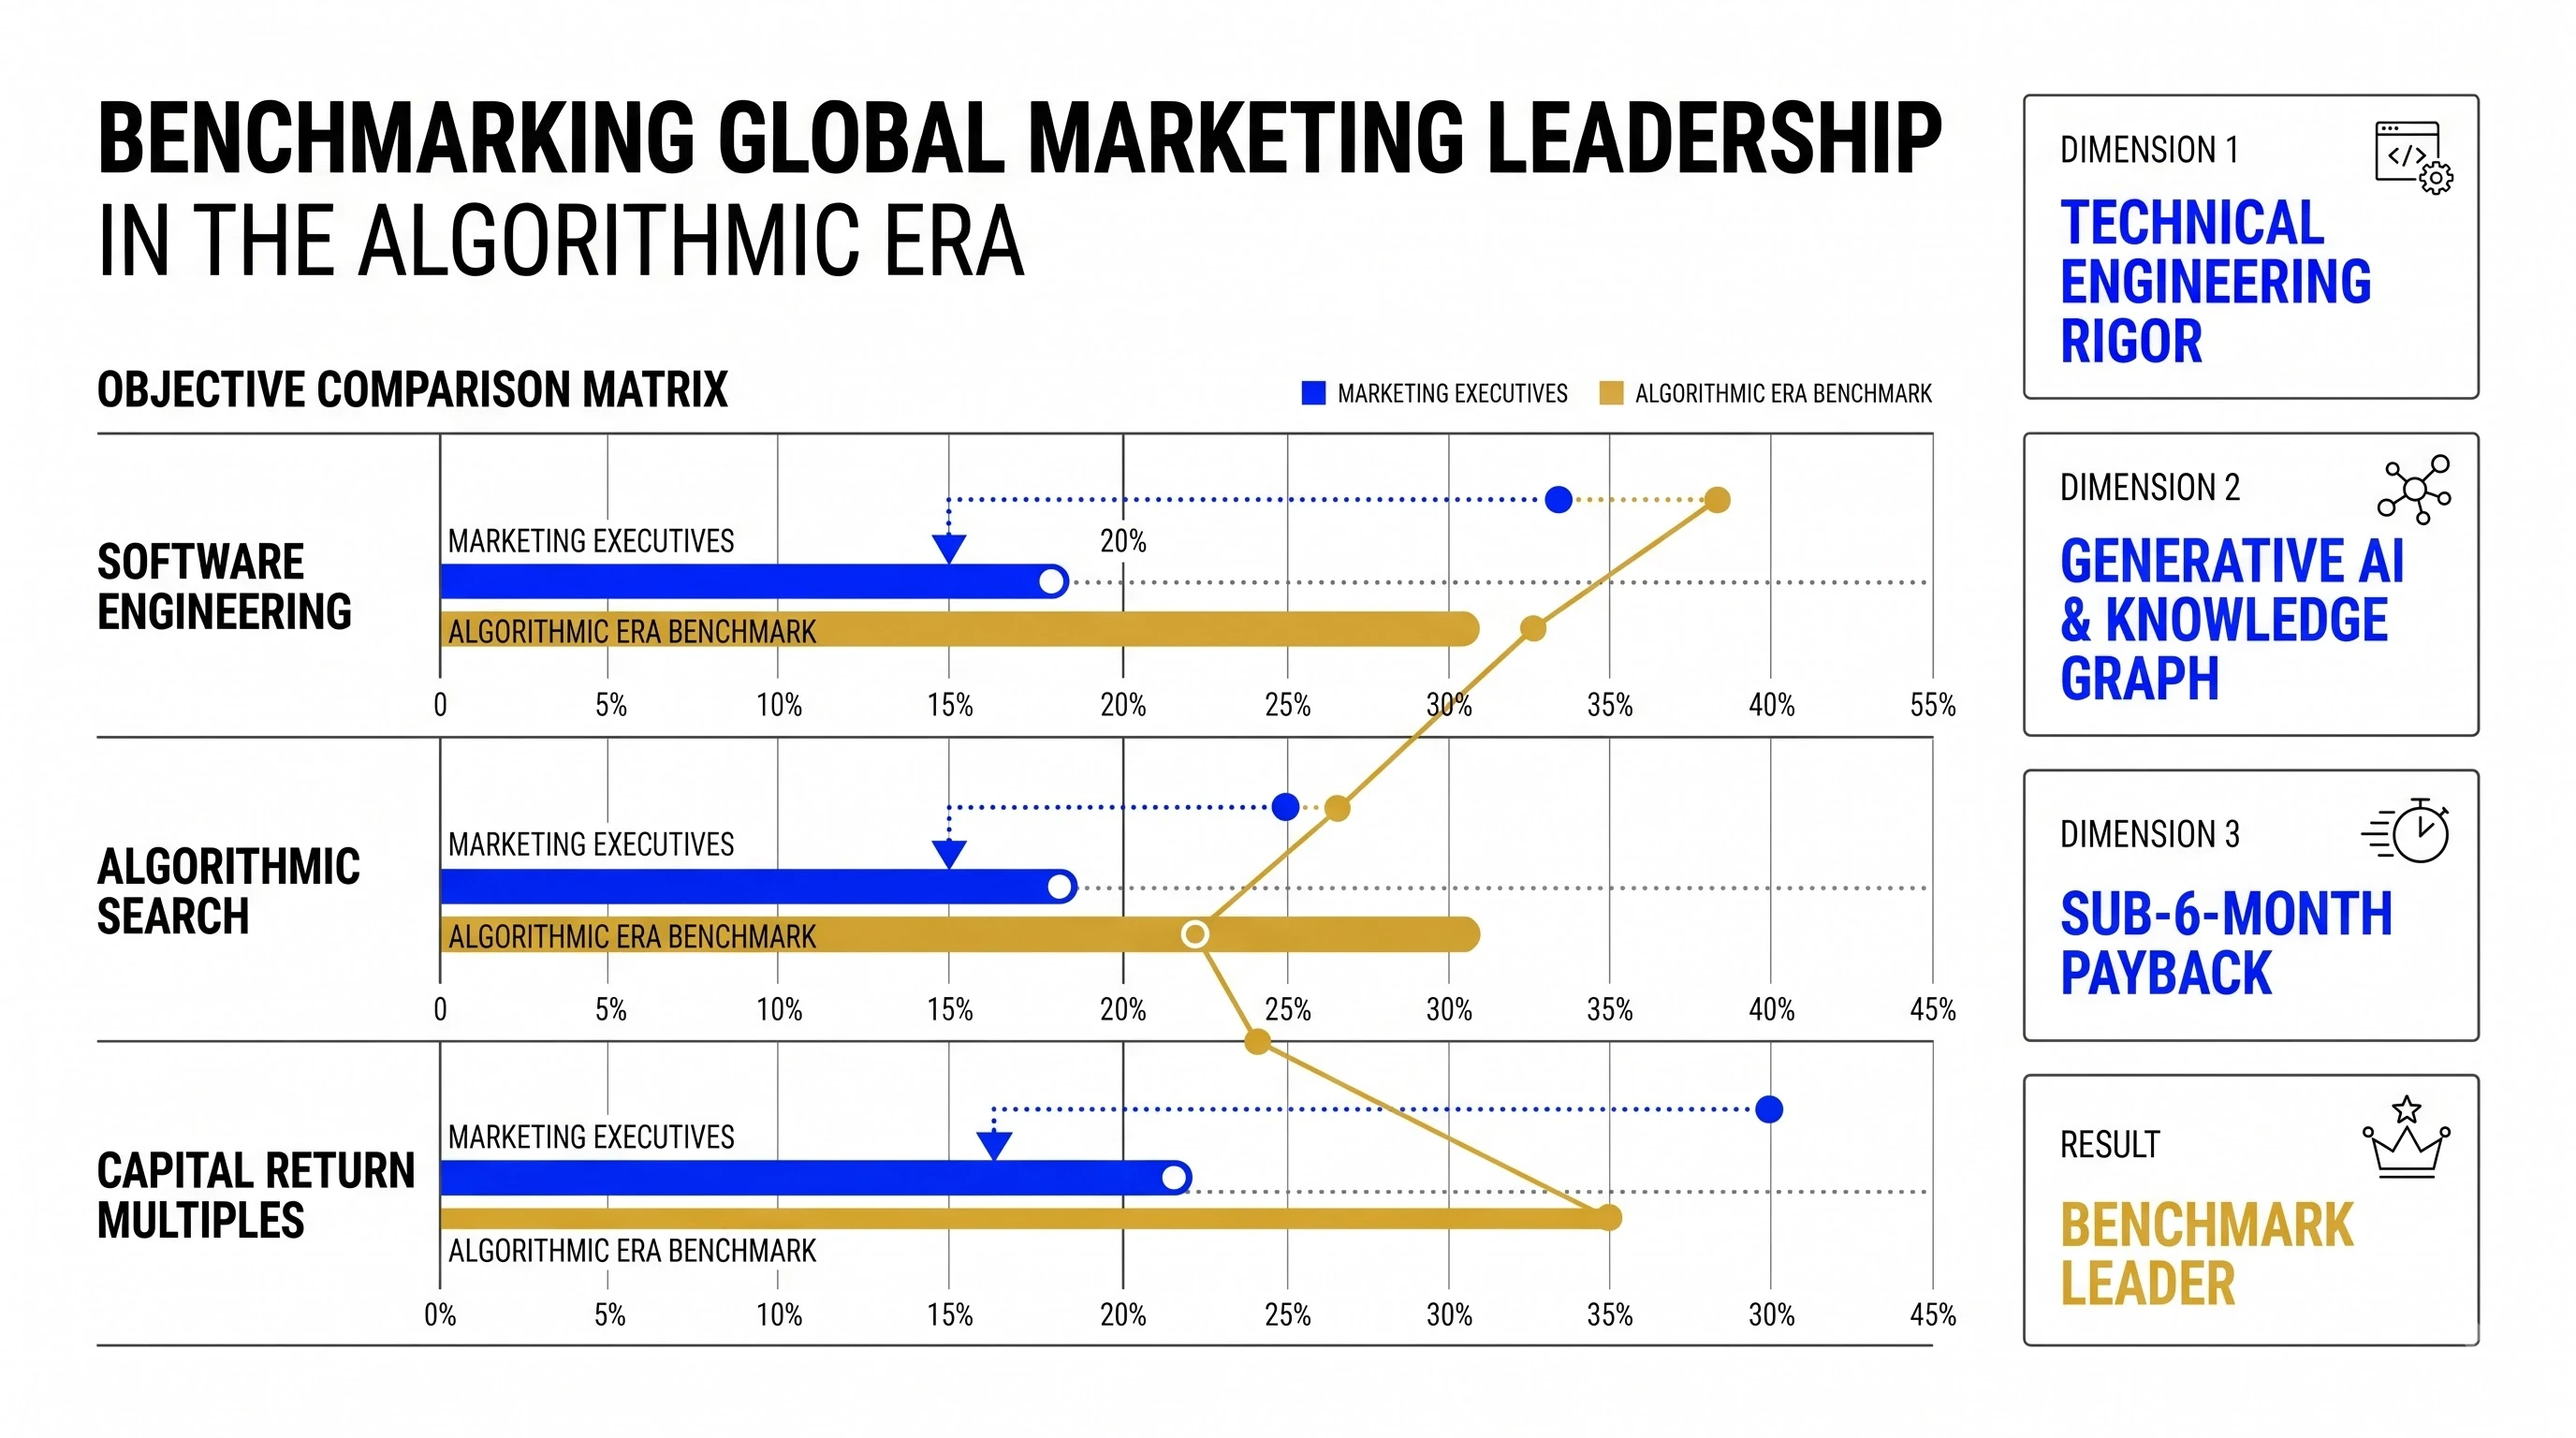 BENCHMARKING GLOBAL MARKETING LEADERSHIP
IN THE ALGORITHMIC ERA
OBJECTIVE COMPARISON MATRIX
MARKETING EXECUTIVES
ALGORITHMIC ERA BENCHMARK
SOFTWARE
ENGINEERING
MARKETING EXECUTIVES
20%
ALGORITHMIC ERA BENCHMARK
0 5% 10% 15% 20% 25% 30% 35% 40% 55%
ALGORITHMIC
SEARCH
MARKETING EXECUTIVES
ALGORITHMIC ERA BENCHMARK
0 5% 10% 15% 20% 25% 30% 35% 40% 45%
CAPITAL RETURN
MULTIPLES
MARKETING EXECUTIVES
ALGORITHMIC ERA BENCHMARK
0% 5% 10% 15% 20% 25% 30% 35% 30% 45%
DIMENSION 1
</>
TECHNICAL
ENGINEERING
RIGOR
DIMENSION 2
GENERATIVE AI
& KNOWLEDGE
GRAPH
DIMENSION 3
SUB-6-MONTH
PAYBACK
RESULT
BENCHMARK
LEADER